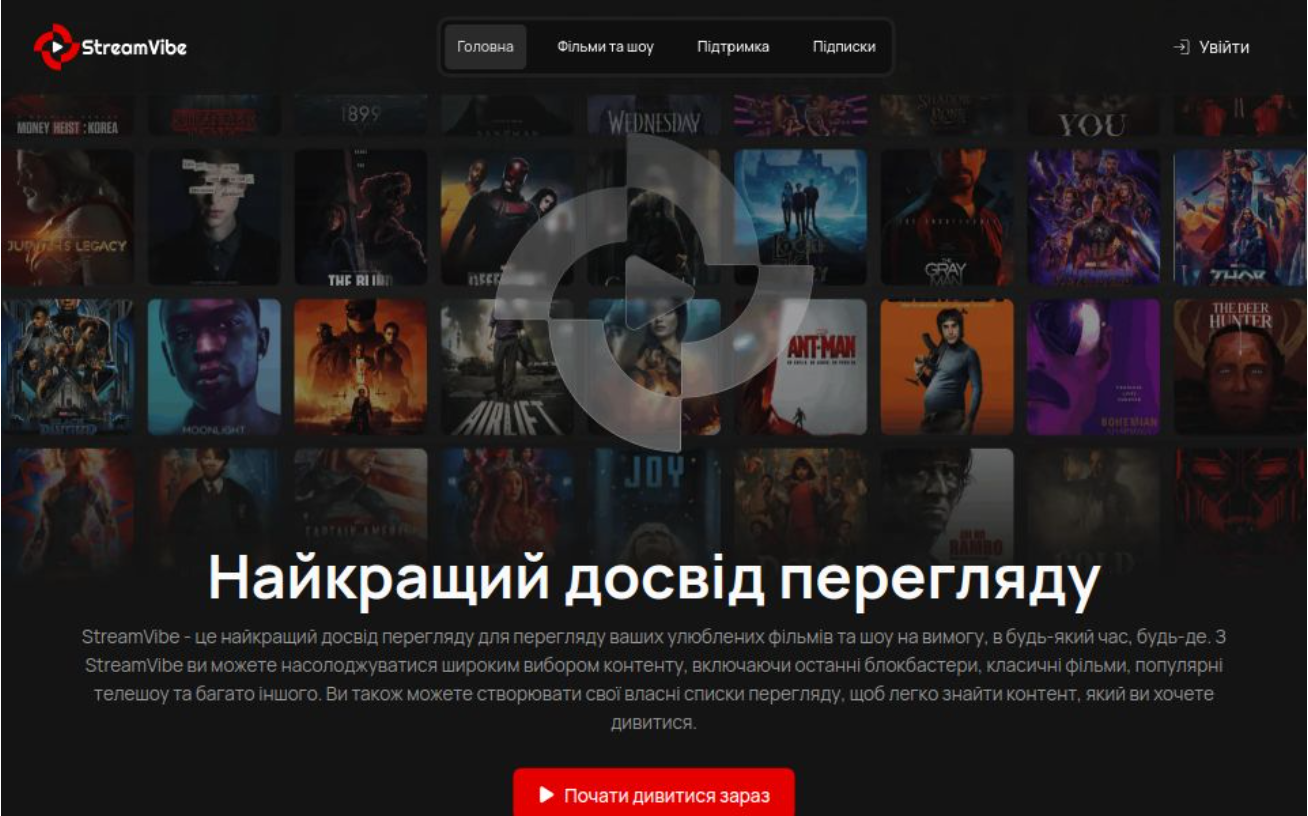 StreamVibe
Головна
Фільми та шоу
Підтримка
Підписки
Увійти
MONEY HEIST : KOREA
1899
SANDMAN
WEDNESDAY
YOU
LEGACY
THE
GRAY
MAN
THOR
MOONLIGHT
AIRLIFT
ANT-MAN
BOHEMIAN
THE DEER
HUNTER
CAPTAIN AMERICA
JOY
RAMBO
Найкращий досвід перегляду
StreamVibe - це найкращий досвід перегляду для перегляду ваших улюблених фільмів та шоу на вимогу, в будь-який час, будь-де. З
StreamVibe ви можете насолоджуватися широким вибором контенту, включаючи останні блокбастери, класичні фільми, популярні
телешоу та багато іншого. Ви також можете створювати свої власні списки перегляду, щоб легко знайти контент, який ви хочете
дивитися.
Почати дивитися зараз